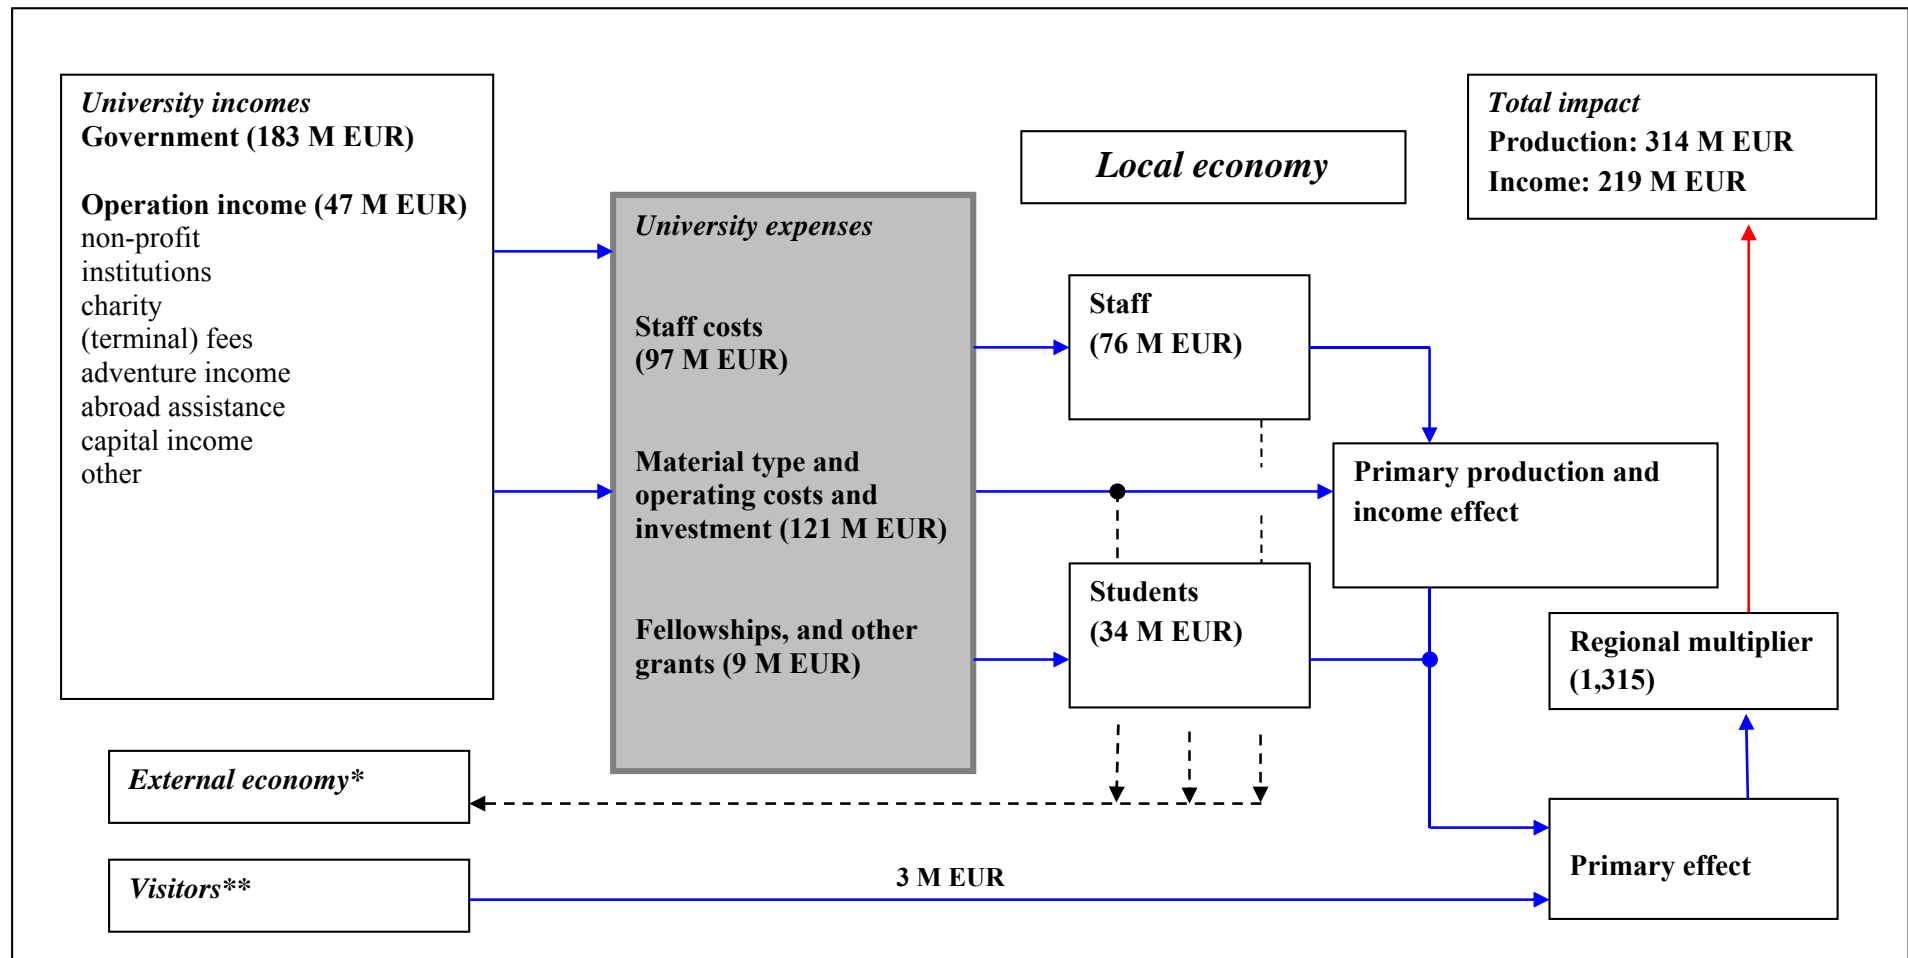 University incomes
Government (183 M EUR)
Operation income (47 M EUR)
non-profit
institutions
charity
(terminal) fees
adventure income
abroad assistance
capital income
other
External economy*
Visitors**
University expenses
Staff costs
(97 M EUR)
Material type and
operating costs and
investment (121 M EUR)
Fellowships, and other
grants (9 M EUR)
Local economy
Staff
(76 M EUR)
Students
(34 M EUR)
3 M EUR
Primary production and
income effect
Total impact
Production: 314 M EUR
Income: 219 M EUR
Regional multiplier
(1,315)
Primary effect